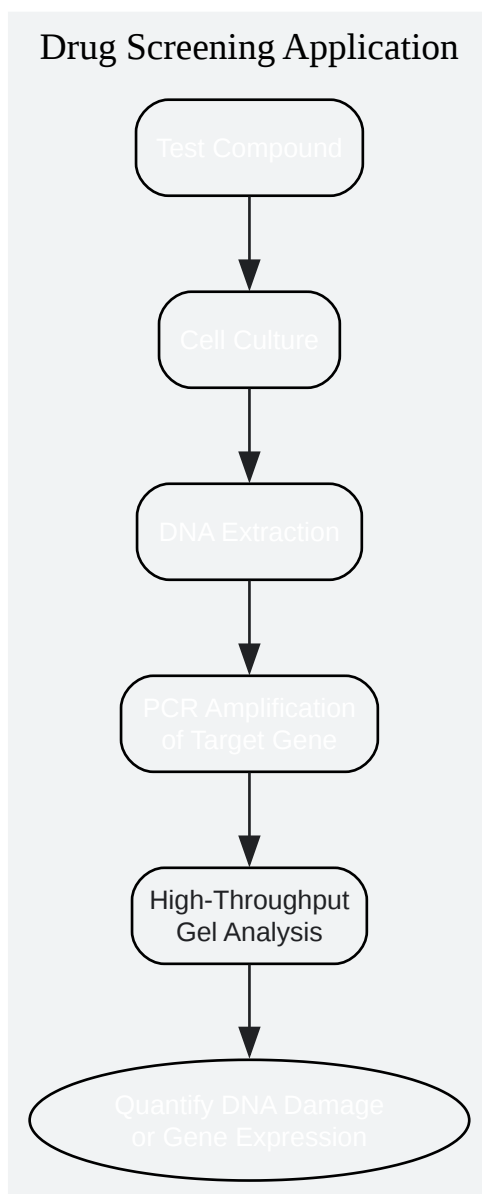 Drug Screening Application
Test Compound
Cell Culture
DNA Extraction
PCR Amplification
of Target Gene
High-Throughput
Gel Analysis
Quantify DNA Damage
or Gene Expression